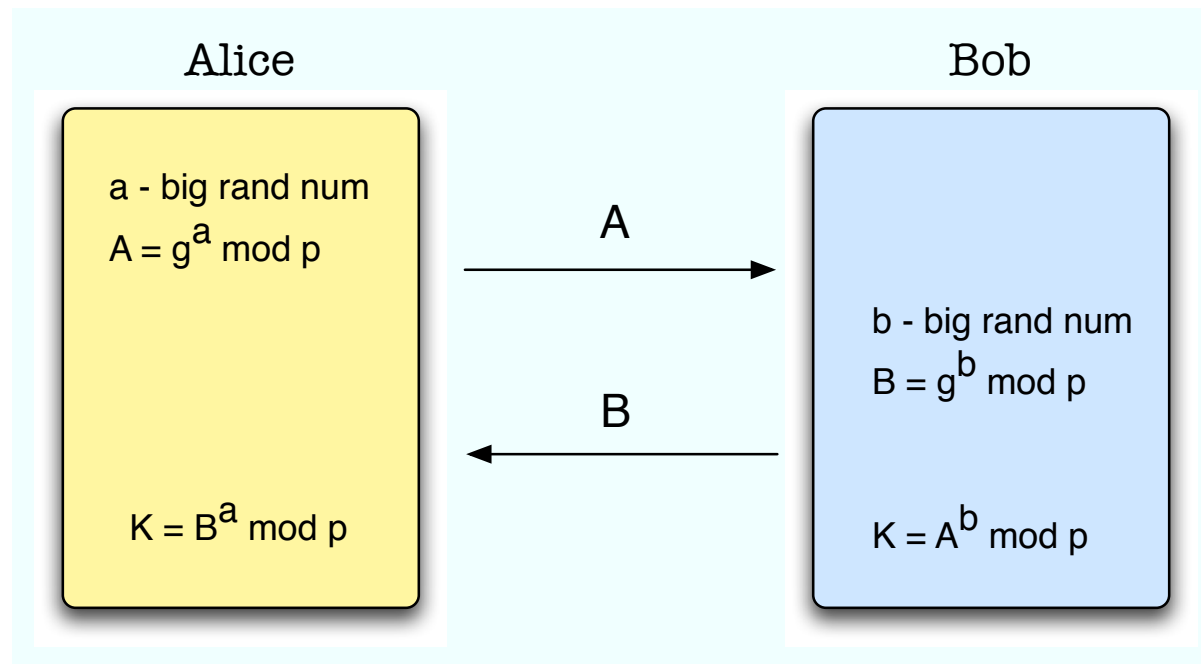 Alice
a - big rand num
A = g^a mod p
K = B^a mod p
A
B
Bob
b - big rand num
B = g^b mod p
K = A^b mod p